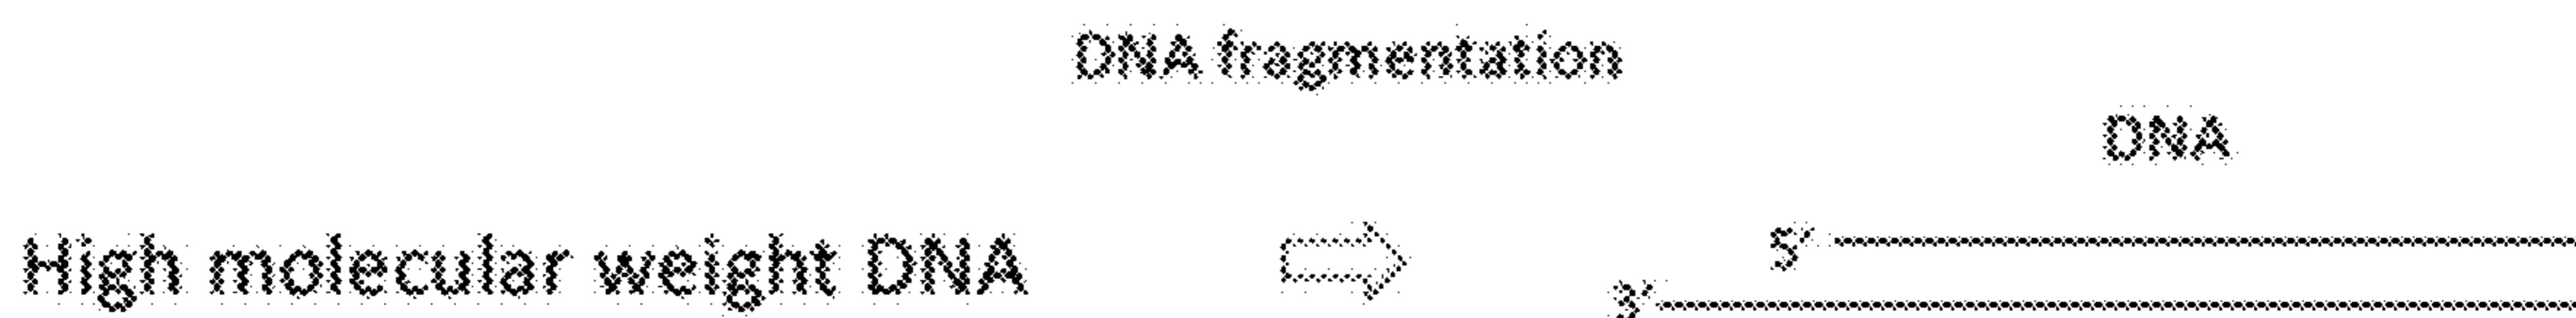 DNA fragmentation
DNA
High molecular weight DNA
5′
3′